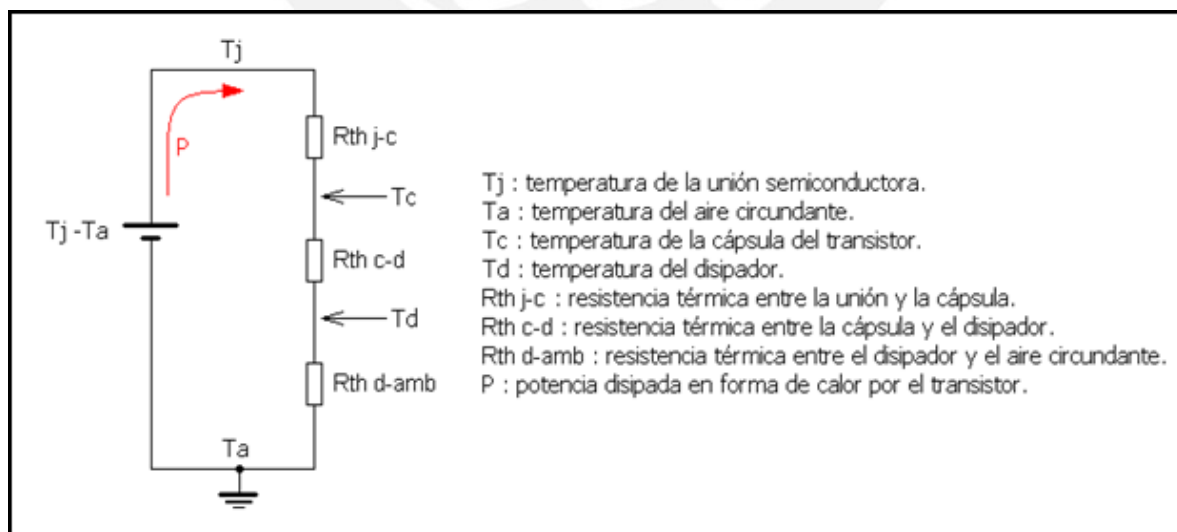 Tj
P
Rth j-c
Tc
Tj -Ta
Rth c-d
Td
Rth d-amb
Ta
Tj : temperatura de la unión semiconductora.
Ta : temperatura del aire circundante.
Tc : temperatura de la cápsula del transistor.
Td : temperatura del disipador.
Rth j-c : resistencia térmica entre la unión y la cápsula.
Rth c-d : resistencia térmica entre la cápsula y el disipador.
Rth d-amb : resistencia térmica entre el disipador y el aire circundante.
P : potencia disipada en forma de calor por el transistor.